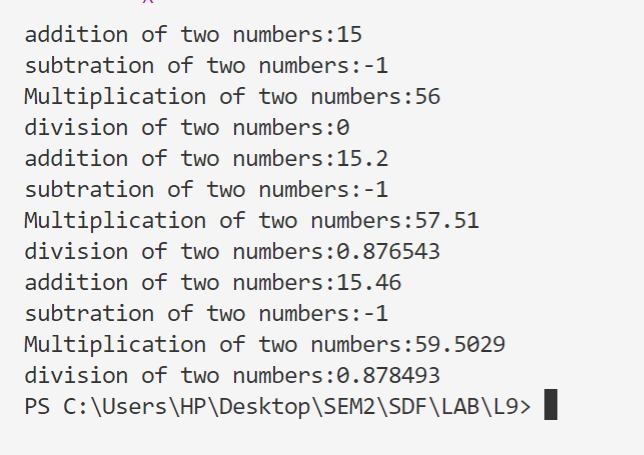 addition of two numbers:15
subtration of two numbers:-1
Multiplication of two numbers:56
division of two numbers:0
addition of two numbers:15.2
subtration of two numbers:-1
Multiplication of two numbers:57.51
division of two numbers:0.876543
addition of two numbers:15.46
subtration of two numbers:-1
Multiplication of two numbers:59.5029
division of two numbers:0.878493
PS C:\Users\HP\Desktop\SEM2\SDF\LAB\L9>